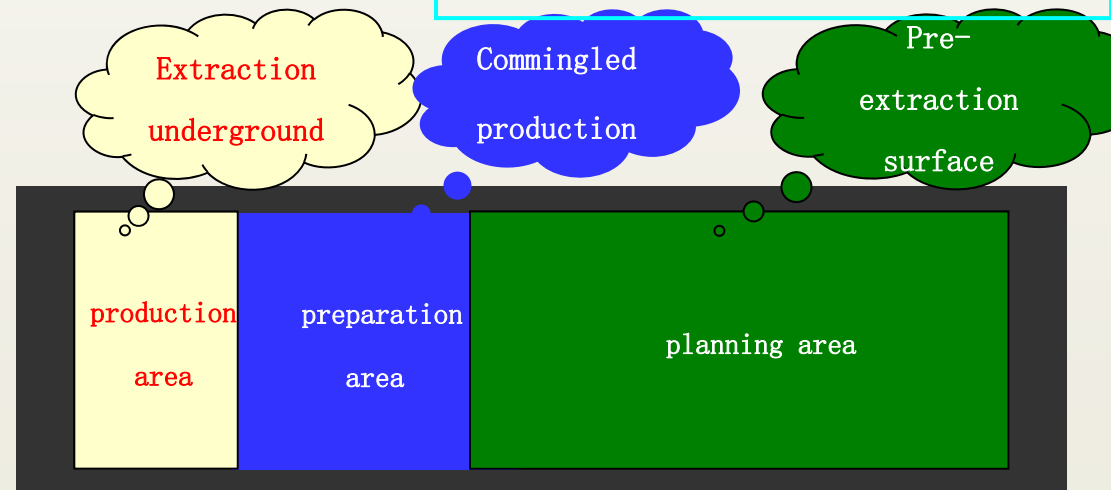 Extraction
underground
Commingled
production
Pre-
extraction
surface
production
area
preparation
area
planning area